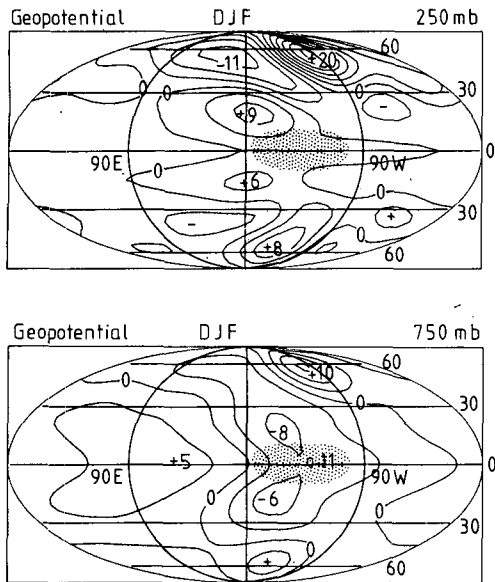 Geopotential DJF 250 mb
60
-11 +20
0 0 0 30
+9 -
90E 90W 0
0 +6 0
- + 30
0 0
+8 60
Geopotential DJF 750 mb
60
0 +10
0 30
-8
90E +5 -11 90W 0
0 -6 0
30
0
+ 60